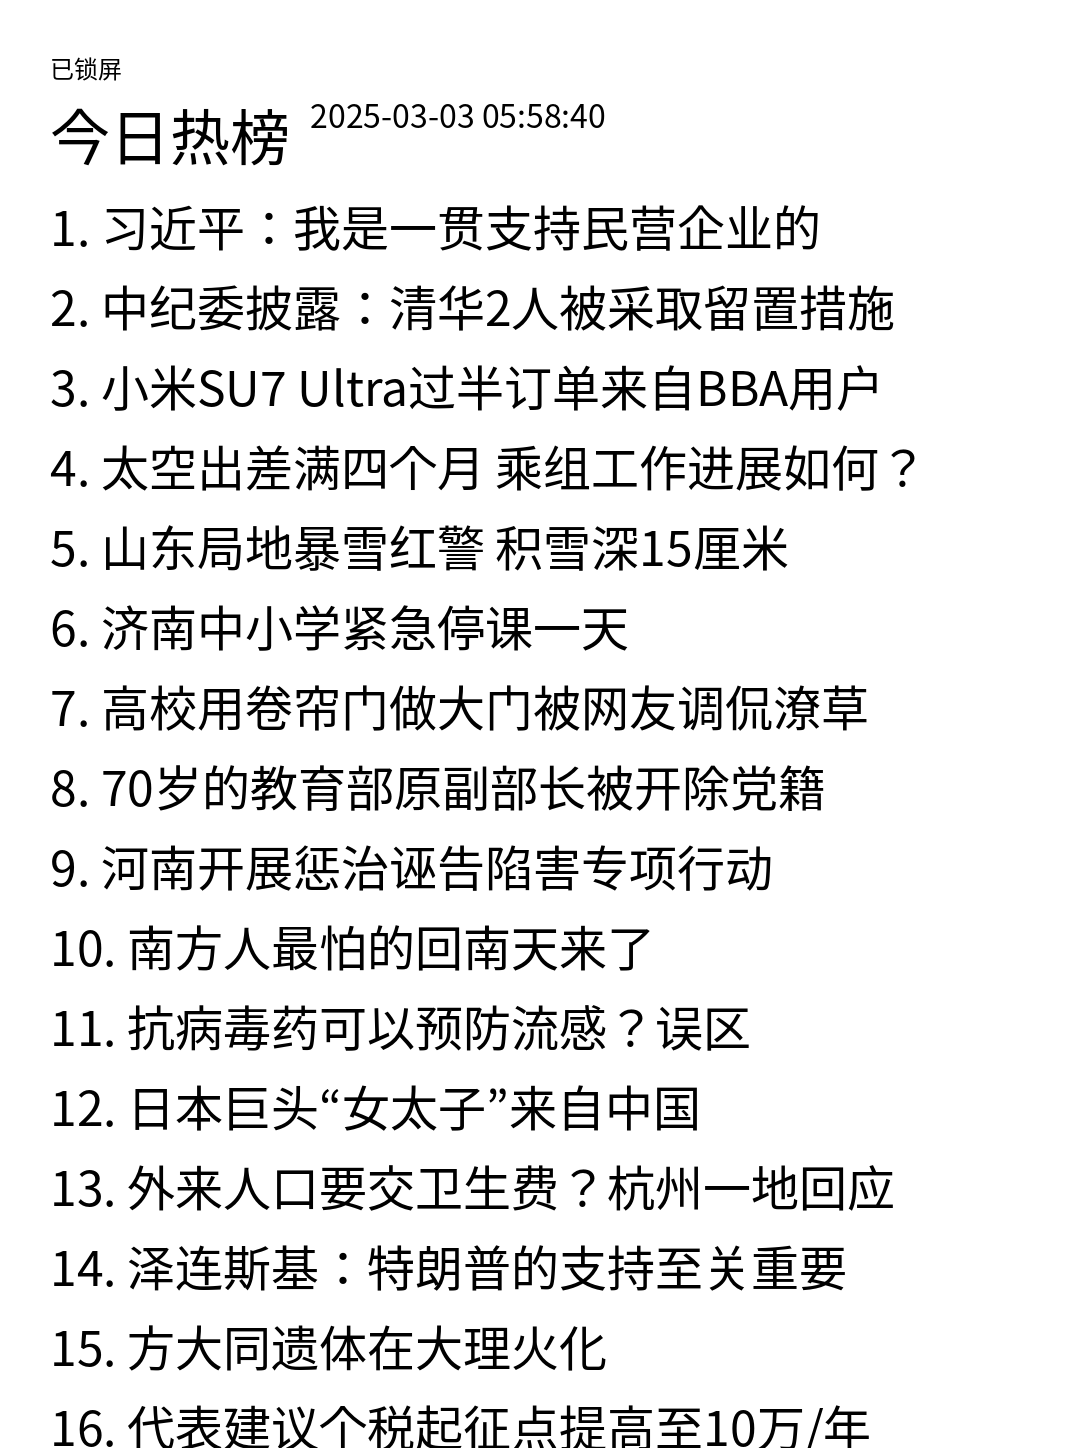 已锁屏
今日热榜 2025-03-03 05:58:40
1. 习近平：我是一贯支持民营企业的
2. 中纪委披露：清华2人被采取留置措施
3. 小米SU7 Ultra过半订单来自BBA用户
4. 太空出差满四个月 乘组工作进展如何？
5. 山东局地暴雪红警 积雪深15厘米
6. 济南中小学紧急停课一天
7. 高校用卷帘门做大门被网友调侃潦草
8. 70岁的教育部原副部长被开除党籍
9. 河南开展惩治诬告陷害专项行动
10. 南方人最怕的回南天来了
11. 抗病毒药可以预防流感？误区
12. 日本巨头“女太子”来自中国
13. 外来人口要交卫生费？杭州一地回应
14. 泽连斯基：特朗普的支持至关重要
15. 方大同遗体在大理火化
16. 代表建议个税起征点提高至10万/年